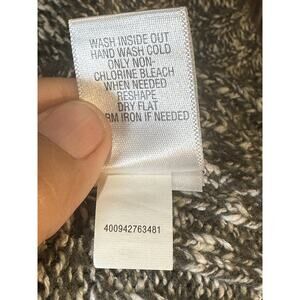 WASH INSIDE OUT
HAND WASH COLD
ONLY NON-
CHLORINE BLEACH
WHEN NEEDED
RESHAPE
DRY FLAT
RM IRON IF NEEDED
400942763481